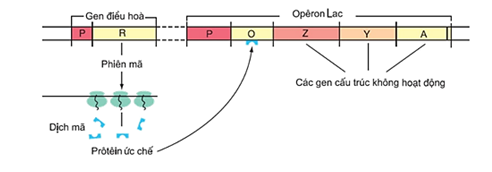 Gen điều hoà
Opêron Lac
P R P O Z Y A
Phiên mã
Các gen cấu trúc không hoạt động
Dịch mã
Prôtêin ức chế